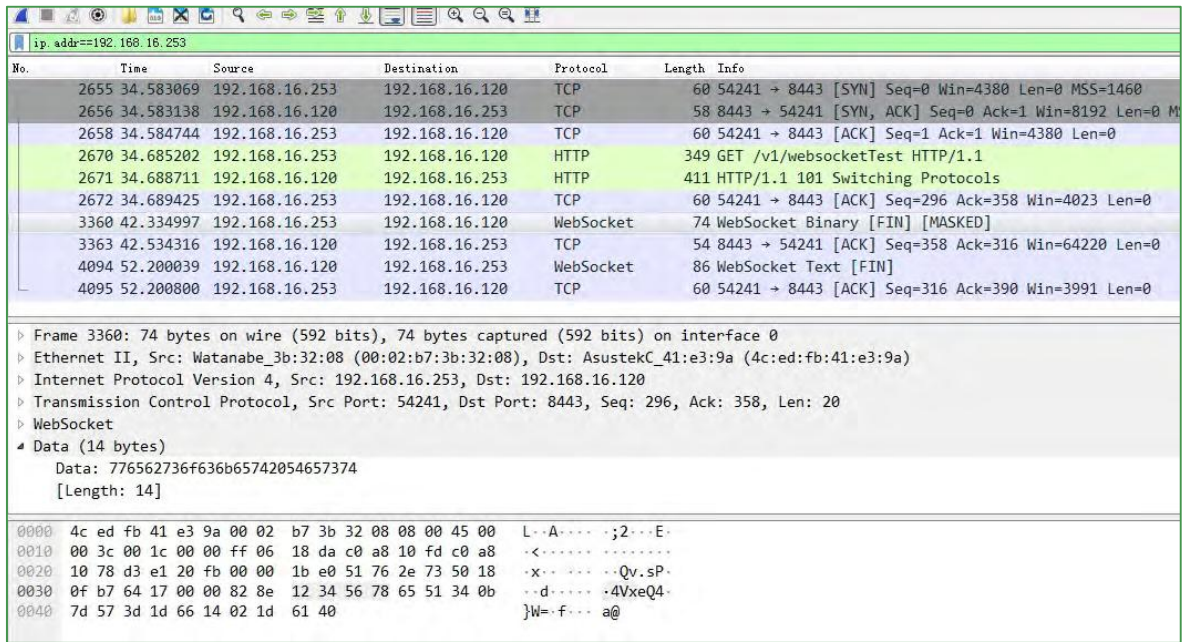 ip.addr==192.168.16.253
No. Time Source Destination Protocol Length Info
2655 34.583069 192.168.16.253 192.168.16.120 TCP 60 54241 → 8443 [SYN] Seq=0 Win=4380 Len=0 MSS=1460
2656 34.583138 192.168.16.120 192.168.16.253 TCP 58 8443 → 54241 [SYN, ACK] Seq=0 Ack=1 Win=8192 Len=0 MS
2658 34.584744 192.168.16.253 192.168.16.120 TCP 60 54241 → 8443 [ACK] Seq=1 Ack=1 Win=4380 Len=0
2670 34.685202 192.168.16.253 192.168.16.120 HTTP 349 GET /v1/websocketTest HTTP/1.1
2671 34.688711 192.168.16.120 192.168.16.253 HTTP 411 HTTP/1.1 101 Switching Protocols
2672 34.689425 192.168.16.253 192.168.16.120 TCP 60 54241 → 8443 [ACK] Seq=296 Ack=358 Win=4023 Len=0
3360 42.334997 192.168.16.253 192.168.16.120 WebSocket 74 WebSocket Binary [FIN] [MASKED]
3363 42.534316 192.168.16.120 192.168.16.253 TCP 54 8443 → 54241 [ACK] Seq=358 Ack=316 Win=64220 Len=0
4094 52.200039 192.168.16.120 192.168.16.253 WebSocket 86 WebSocket Text [FIN]
4095 52.200800 192.168.16.253 192.168.16.120 TCP 60 54241 → 8443 [ACK] Seq=316 Ack=390 Win=3991 Len=0
Frame 3360: 74 bytes on wire (592 bits), 74 bytes captured (592 bits) on interface 0
Ethernet II, Src: Watanabe_3b:32:08 (00:02:b7:3b:32:08), Dst: AsustekC_41:e3:9a (4c:ed:fb:41:e3:9a)
Internet Protocol Version 4, Src: 192.168.16.253, Dst: 192.168.16.120
Transmission Control Protocol, Src Port: 54241, Dst Port: 8443, Seq: 296, Ack: 358, Len: 20
WebSocket
Data (14 bytes)
Data: 776562736f636b65742054657374
[Length: 14]
0000 4c ed fb 41 e3 9a 00 02 b7 3b 32 08 08 00 45 00 L··A···· ·;2···E·
0010 00 3c 00 1c 00 00 ff 06 18 da c0 a8 10 fd c0 a8 ·<······ ········
0020 10 78 d3 e1 20 fb 00 00 1b e0 51 76 2e 73 50 18 ·x·· ··· ··Qv.sP·
0030 0f b7 64 17 00 00 82 8e 12 34 56 78 65 51 34 0b ··d····· ·4VxeQ4·
0040 7d 57 3d 1d 66 14 02 1d 61 40 }W=·f··· a@